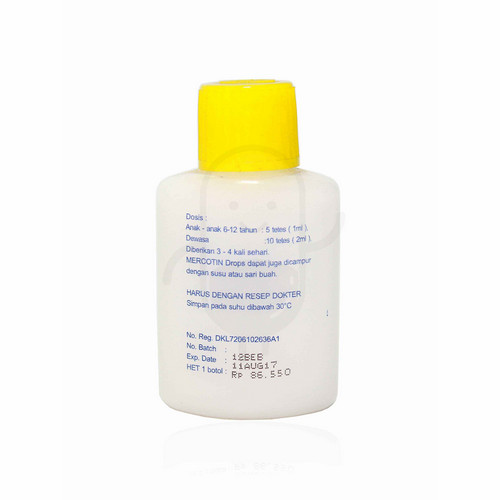 Dosis :
Anak - anak 6-12 tahun : 5 tetes ( 1ml ).
Dewasa :10 tetes ( 2ml ).
Diberikan 3 - 4 kali sehari.
MERCOTIN Drops dapat juga dicampur
dengan susu atau sari buah.
HARUS DENGAN RESEP DOKTER
Simpan pada suhu dibawah 30°C
No. Reg. DKL7206102636A1
No. Batch : 12BEB
Exp. Date : 11AUG17
HET 1 botol : Rp 86.550